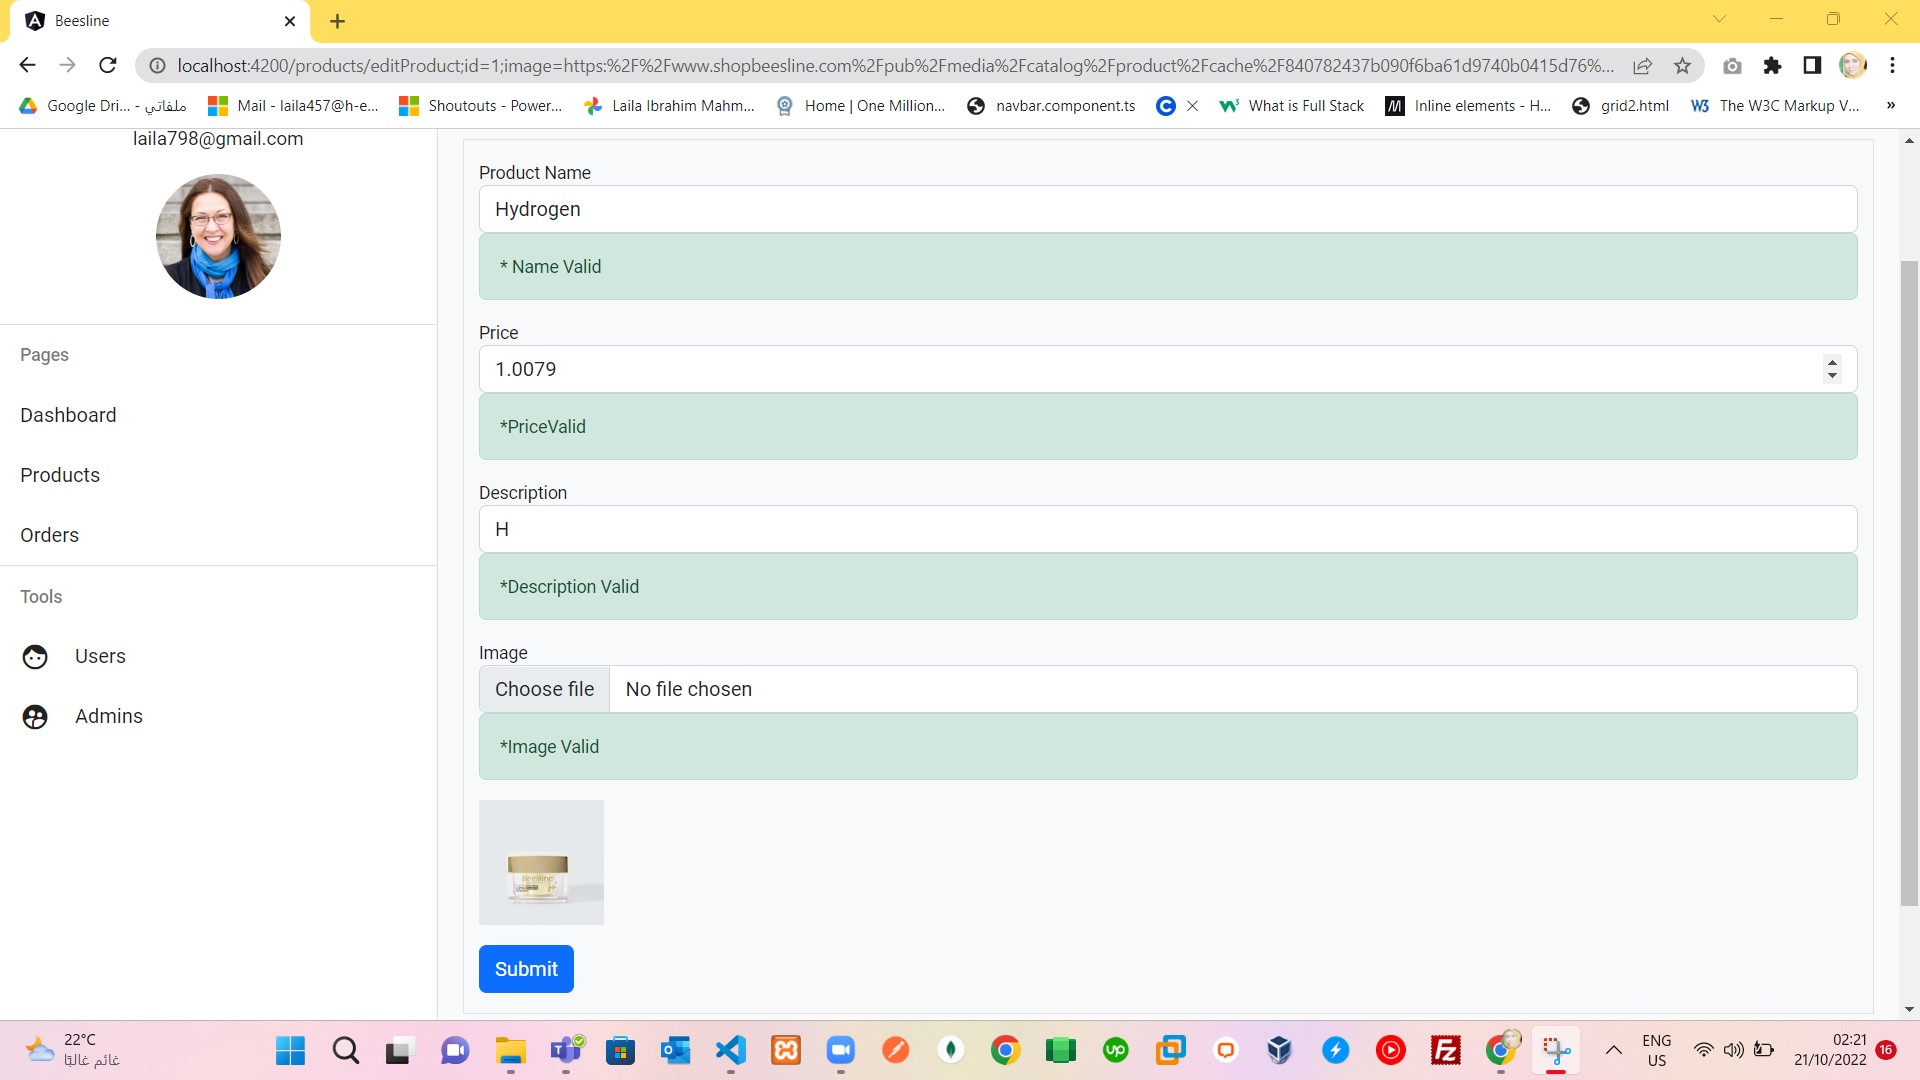 Beesline
localhost:4200/products/editProduct;id=1;image=https:%2F%2Fwww.shopbeesline.com%2Fpub%2Fmedia%2Fcatalog%2Fproduct%2Fcache%2F840782437b090f6ba61d9740b0415d76%...
Google Dri... - ملفاتي
Mail - laila457@h-e...
Shoutouts - Power...
Laila Ibrahim Mahm...
Home | One Million...
navbar.component.ts
What is Full Stack
Inline elements - H...
grid2.html
The W3C Markup V...
»
laila798@gmail.com
Pages
Dashboard
Products
Orders
Tools
Users
Admins
Product Name
Hydrogen
* Name Valid
Price
1.0079
*PriceValid
Description
H
*Description Valid
Image
Choose file No file chosen
*Image Valid
Beesline
Submit
22°C
غائم غالبًا
ENG
US
02:21
21/10/2022
16